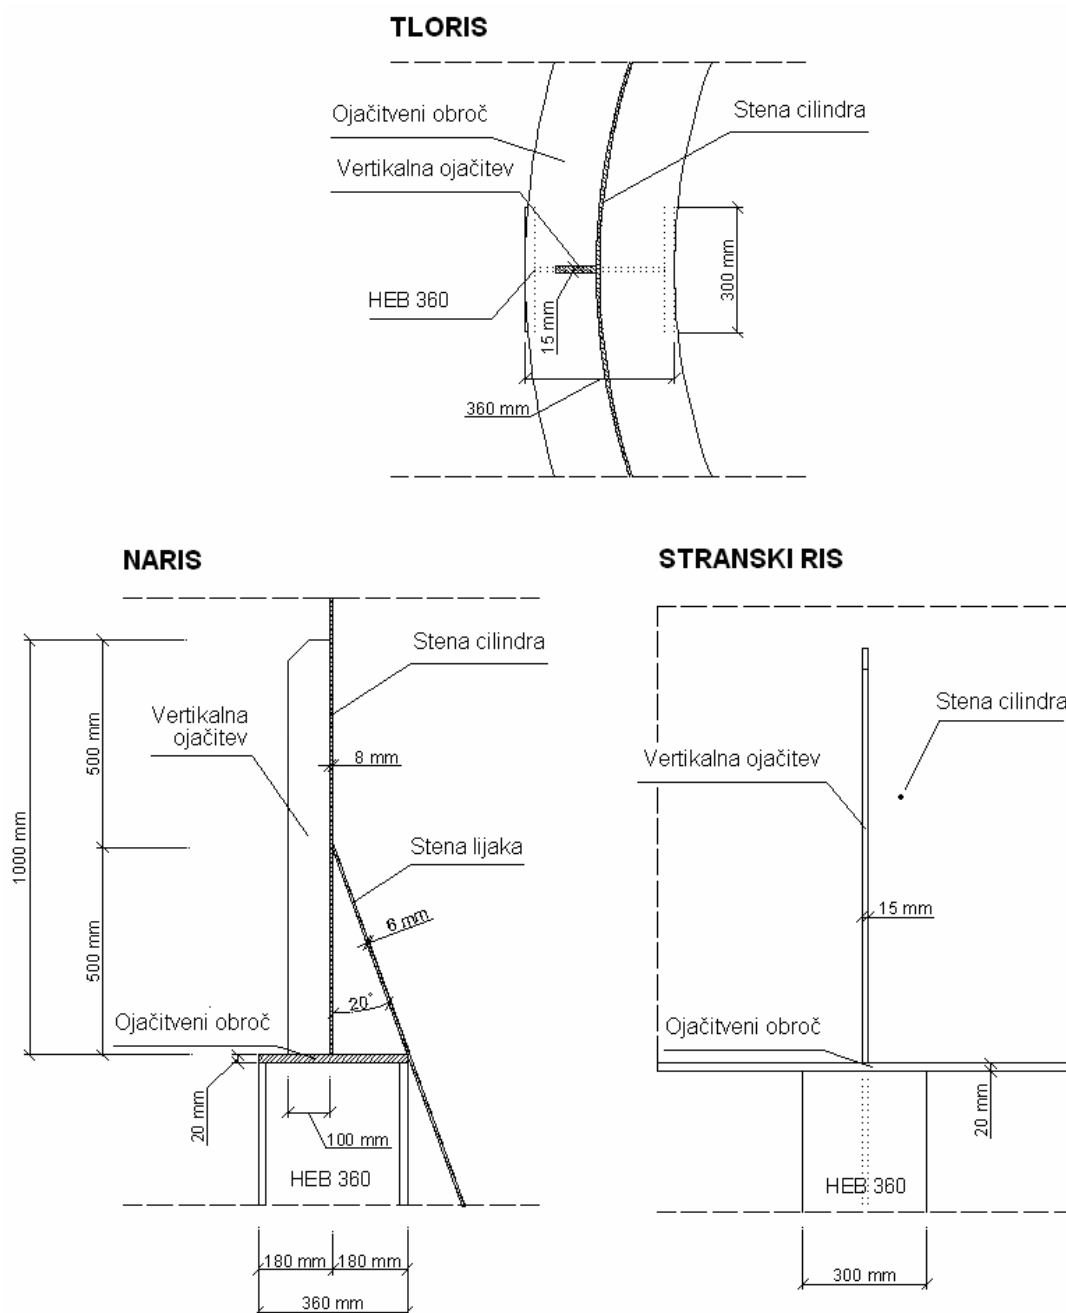 TLORIS
Ojačitveni obroč
Stena cilindra
Vertikalna ojačitev
HEB 360
15 mm
300 mm
360 mm
NARIS
Stena cilindra
Vertikalna
ojačitev
8 mm
500 mm
1000 mm
Stena lijaka
6 mm
500 mm
20°
Ojačitveni obroč
20 mm
100 mm
HEB 360
180 mm
180 mm
360 mm
STRANSKI RIS
Stena cilindra
Vertikalna ojačitev
15 mm
Ojačitveni obroč
20 mm
HEB 360
300 mm